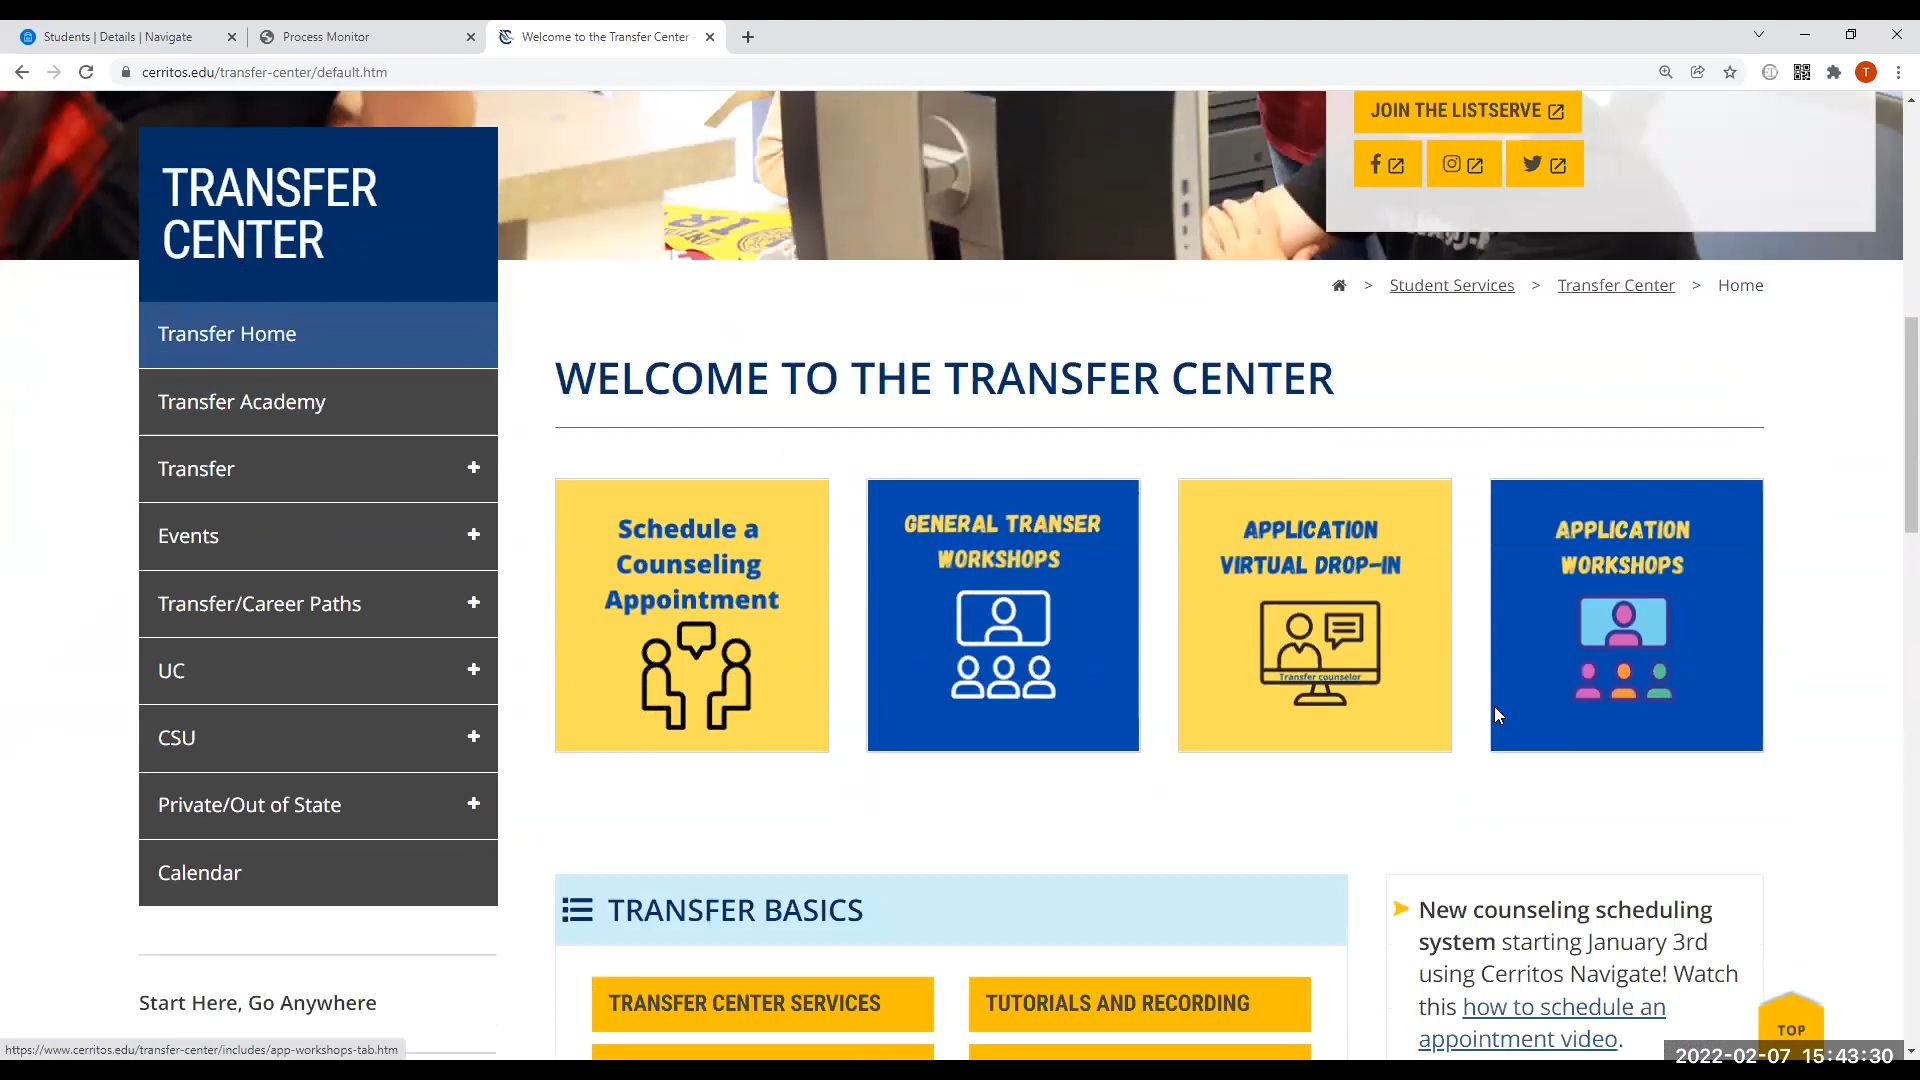 Students | Details | Navigate
Process Monitor
Welcome to the Transfer Center -
cerritos.edu/transfer-center/default.htm
T
JOIN THE LISTSERVE
TRANSFER
CENTER
> Student Services > Transfer Center > Home
Transfer Home
Transfer Academy
Transfer +
Events +
Transfer/Career Paths +
UC +
CSU +
Private/Out of State +
Calendar
Start Here, Go Anywhere
WELCOME TO THE TRANSFER CENTER
Schedule a
Counseling
Appointment
GENERAL TRANSER
WORKSHOPS
APPLICATION
VIRTUAL DROP-IN
Transfer counselor
APPLICATION
WORKSHOPS
TRANSFER BASICS
TRANSFER CENTER SERVICES
TUTORIALS AND RECORDING
New counseling scheduling
system starting January 3rd
using Cerritos Navigate! Watch
this how to schedule an
appointment video.
TOP
https://www.cerritos.edu/transfer-center/includes/app-workshops-tab.htm
2022-02-07 15:43:30